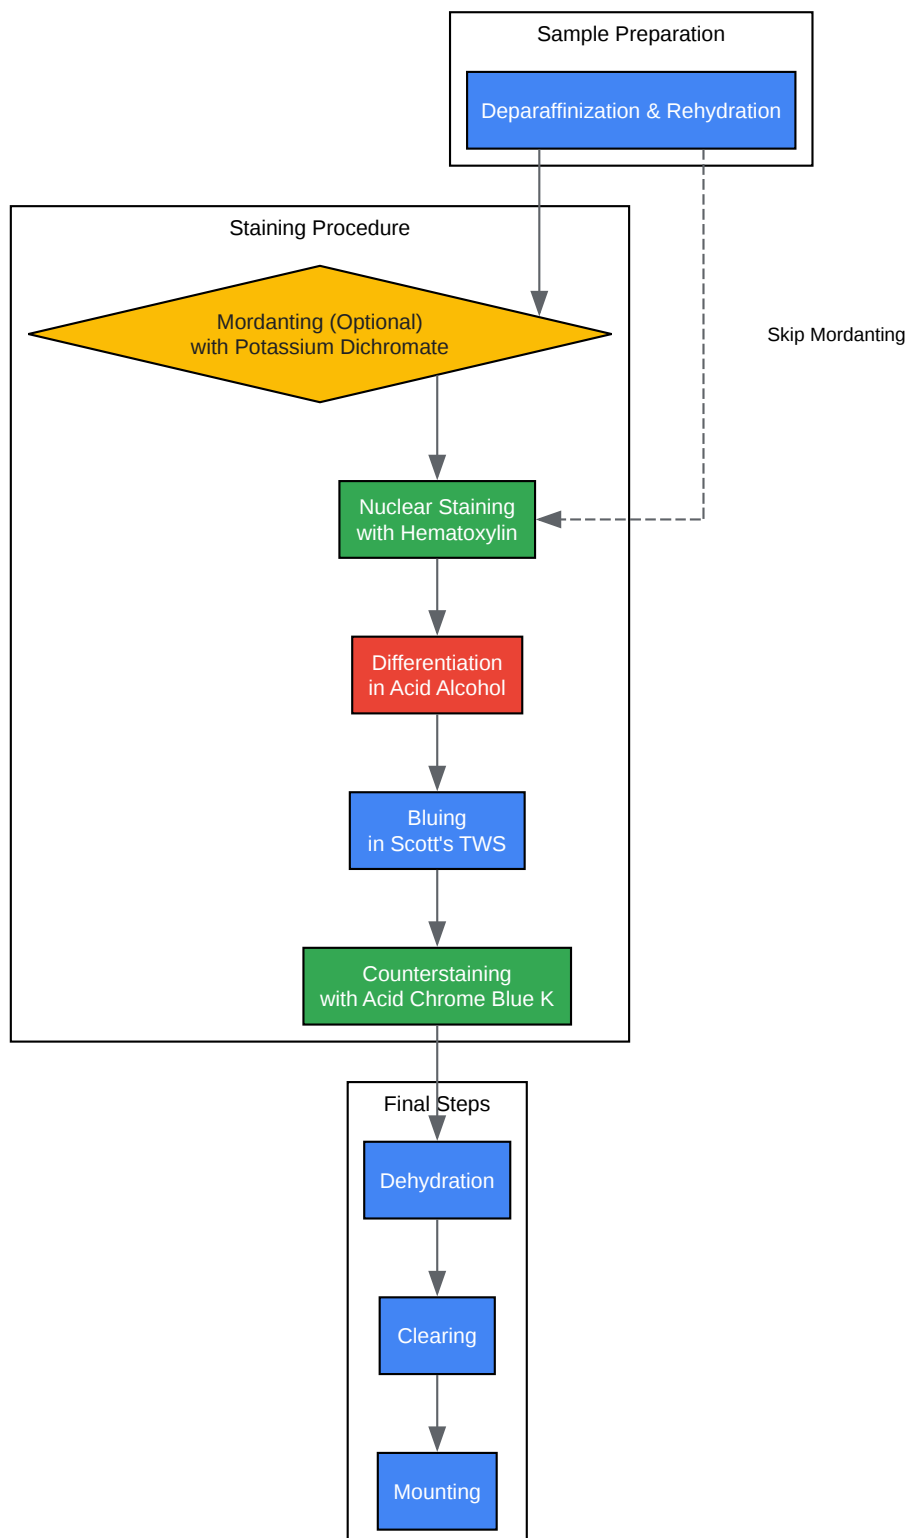 Sample Preparation
Deparaffinization & Rehydration
Staining Procedure
Mordanting (Optional)
with Potassium Dichromate
Skip Mordanting
Nuclear Staining
with Hematoxylin
Differentiation
in Acid Alcohol
Bluing
in Scott's TWS
Counterstaining
with Acid Chrome Blue K
Final Steps
Dehydration
Clearing
Mounting